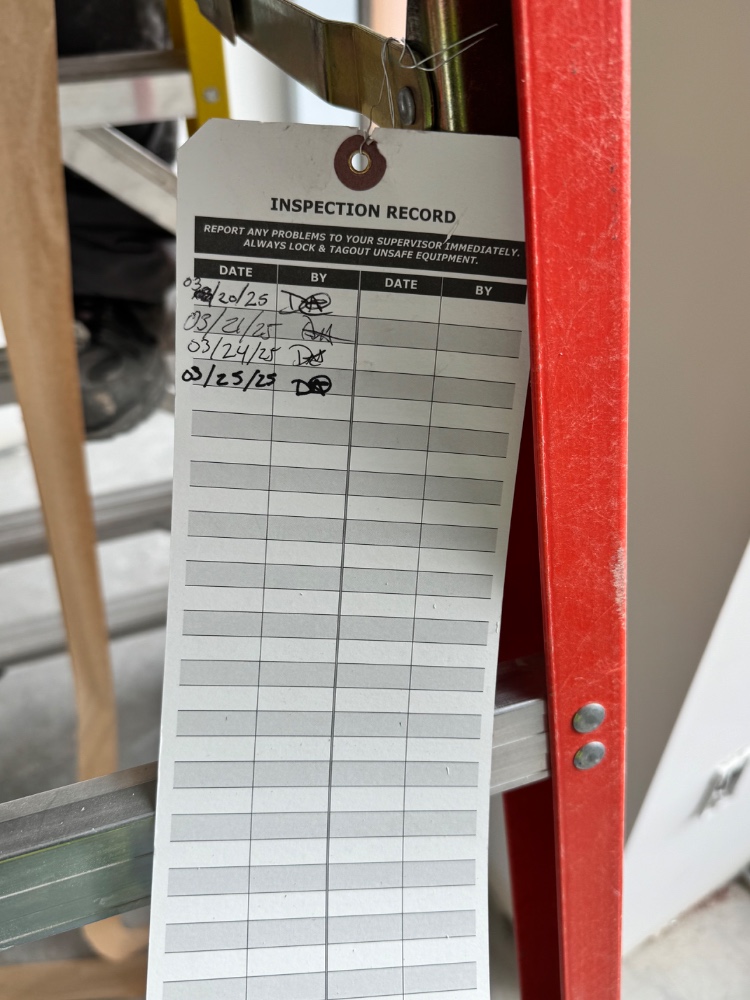 INSPECTION RECORD
REPORT ANY PROBLEMS TO YOUR SUPERVISOR IMMEDIATELY.
ALWAYS LOCK & TAGOUT UNSAFE EQUIPMENT.
DATE BY DATE BY
03/20/25
03/21/25
03/24/25
03/25/25